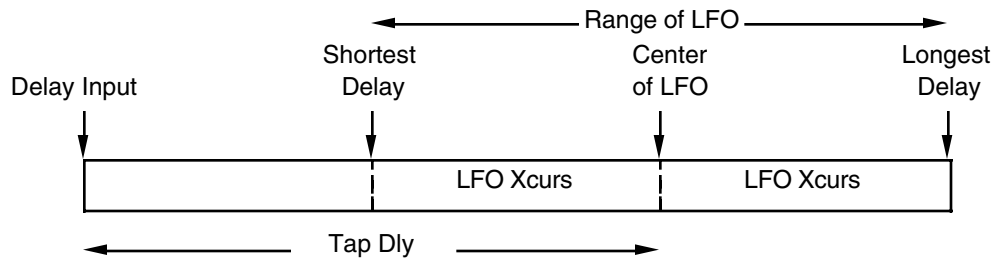 Range of LFO
Shortest
Delay
Center
of LFO
Longest
Delay
Delay Input
LFO Xcurs
LFO Xcurs
Tap Dly